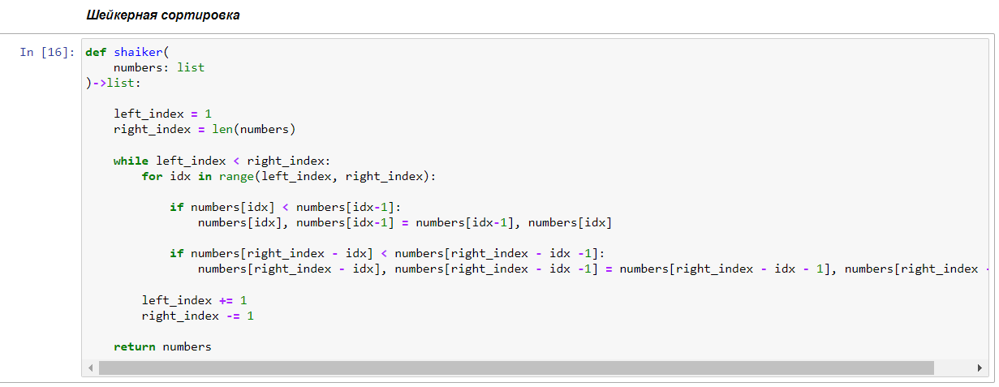 Шейкерная сортировка
In [16]: def shaiker(
    numbers: list
)->list:
    left_index = 1
    right_index = len(numbers)
    while left_index < right_index:
        for idx in range(left_index, right_index):
            if numbers[idx] < numbers[idx-1]:
                numbers[idx], numbers[idx-1] = numbers[idx-1], numbers[idx]
            if numbers[right_index - idx] < numbers[right_index - idx -1]:
                numbers[right_index - idx], numbers[right_index - idx -1] = numbers[right_index - idx - 1], numbers[right_index -
        left_index += 1
        right_index -= 1
    return numbers